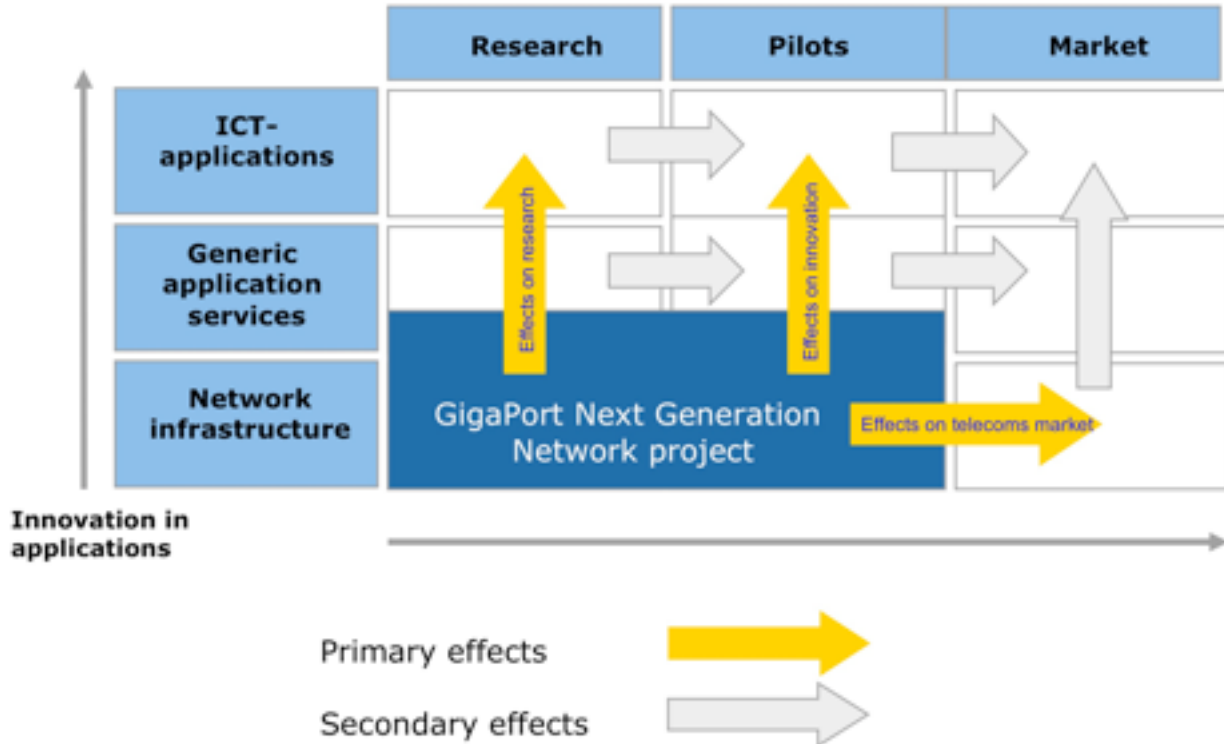 Research
Pilots
Market
ICT-
applications
Generic
application
services
Network
infrastructure
Effects on research
Effects on innovation
GigaPort Next Generation
Network project
Effects on telecoms market
Innovation in
applications
Primary effects
Secondary effects